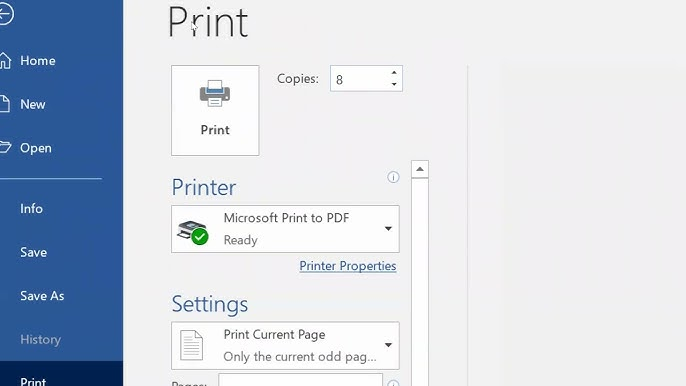 Print
Home
New
Open
Info
Save
Save As
History
Print
Copies: 8
Print
Printer
Microsoft Print to PDF
Ready
Printer Properties
Settings
Print Current Page
Only the current odd pag...
Pages: